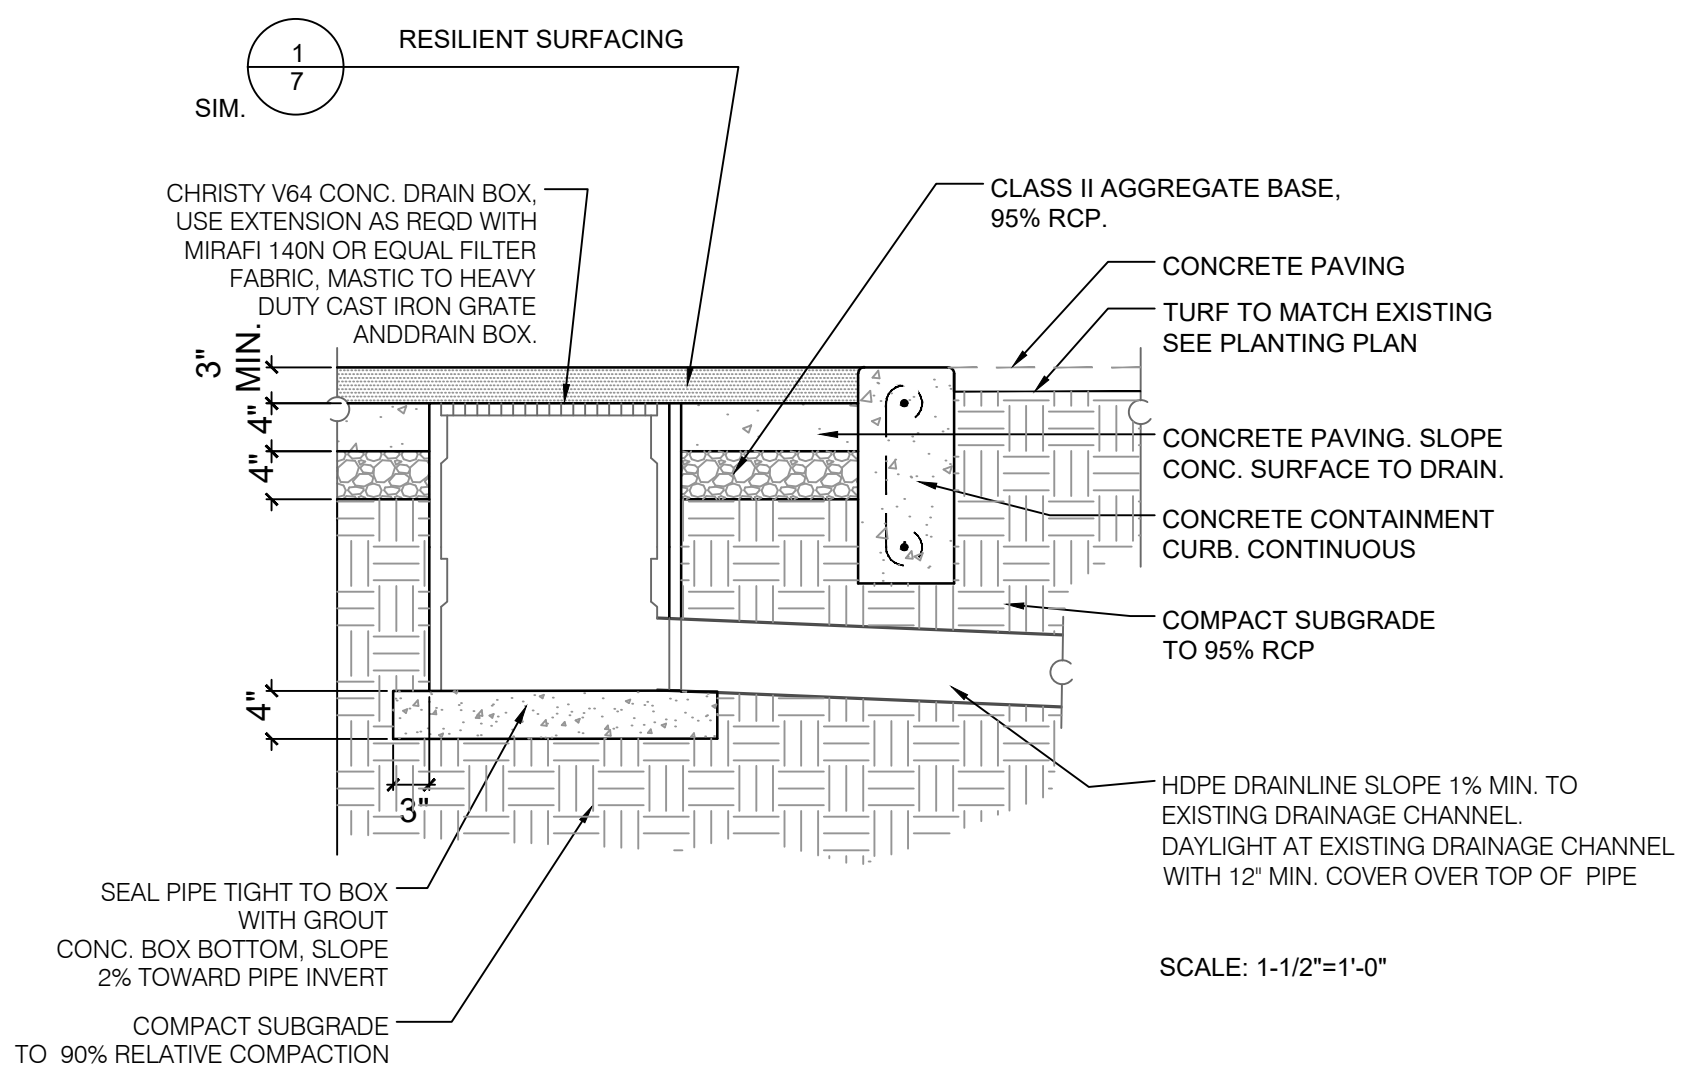 1
7
RESILIENT SURFACING
SIM.
CHRISTY V64 CONC. DRAIN BOX,
USE EXTENSION AS REQD WITH
MIRAFI 140N OR EQUAL FILTER
FABRIC, MASTIC TO HEAVY
DUTY CAST IRON GRATE
ANDDRAIN BOX.
CLASS II AGGREGATE BASE,
95% RCP.
CONCRETE PAVING
TURF TO MATCH EXISTING
SEE PLANTING PLAN
3"
MIN.
4"
4"
CONCRETE PAVING. SLOPE
CONC. SURFACE TO DRAIN.
CONCRETE CONTAINMENT
CURB. CONTINUOUS
COMPACT SUBGRADE
TO 95% RCP
4"
3"
HDPE DRAINLINE SLOPE 1% MIN. TO
EXISTING DRAINAGE CHANNEL.
DAYLIGHT AT EXISTING DRAINAGE CHANNEL
WITH 12" MIN. COVER OVER TOP OF PIPE
SEAL PIPE TIGHT TO BOX
WITH GROUT
CONC. BOX BOTTOM, SLOPE
2% TOWARD PIPE INVERT
SCALE: 1-1/2"=1'-0"
COMPACT SUBGRADE
TO 90% RELATIVE COMPACTION